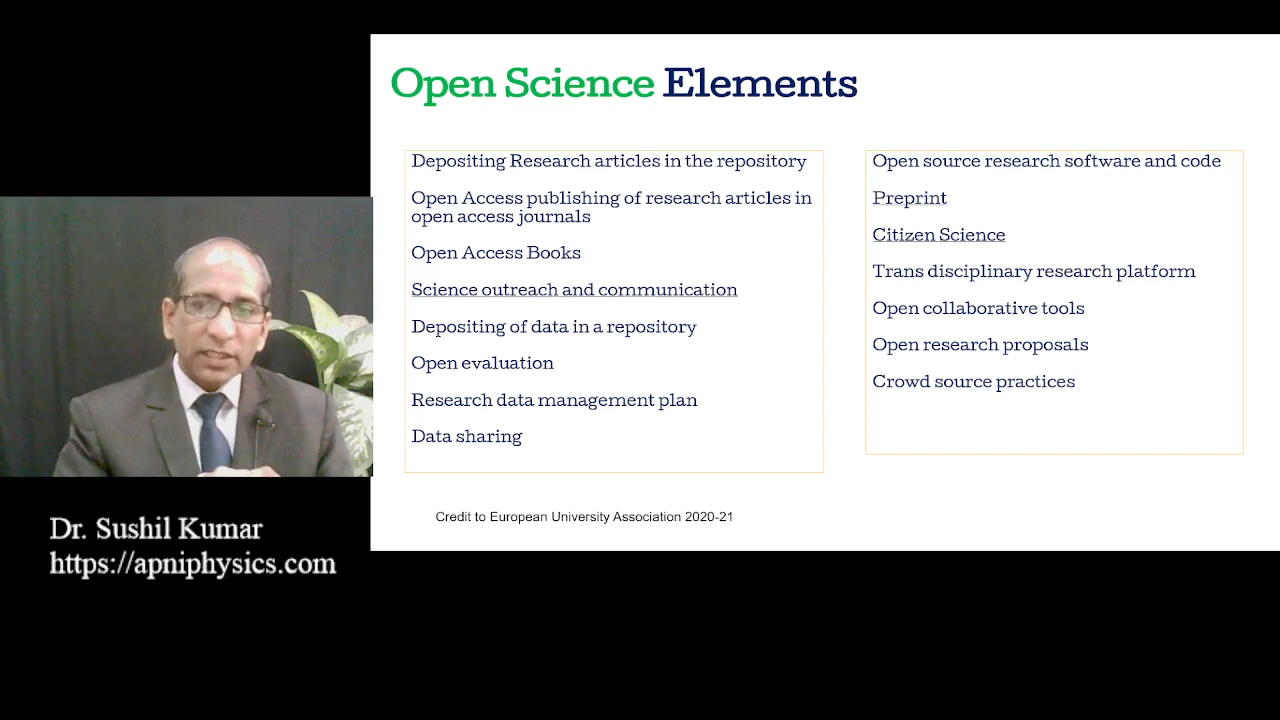 Open Science Elements
Depositing Research articles in the repository
Open Access publishing of research articles in
open access journals
Open Access Books
Science outreach and communication
Depositing of data in a repository
Open evaluation
Research data management plan
Data sharing
Open source research software and code
Preprint
Citizen Science
Trans disciplinary research platform
Open collaborative tools
Open research proposals
Crowd source practices
Credit to European University Association 2020-21
Dr. Sushil Kumar
https://apniphysics.com